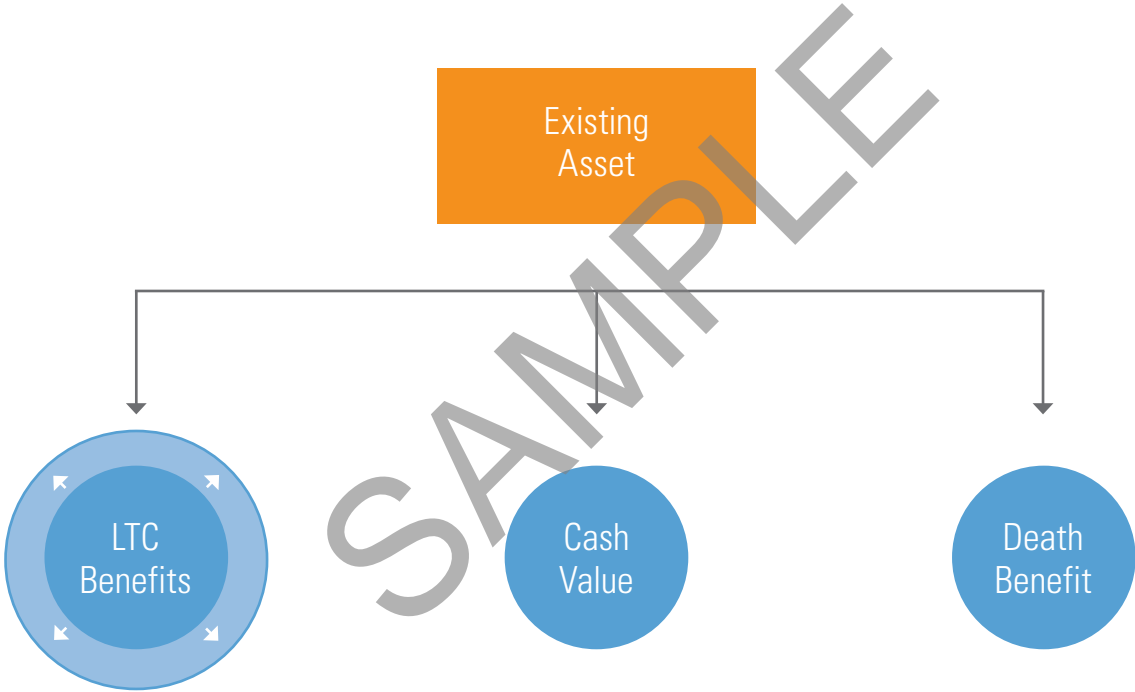 Existing
Asset
SAMPLE
LTC
Benefits
Cash
Value
Death
Benefit